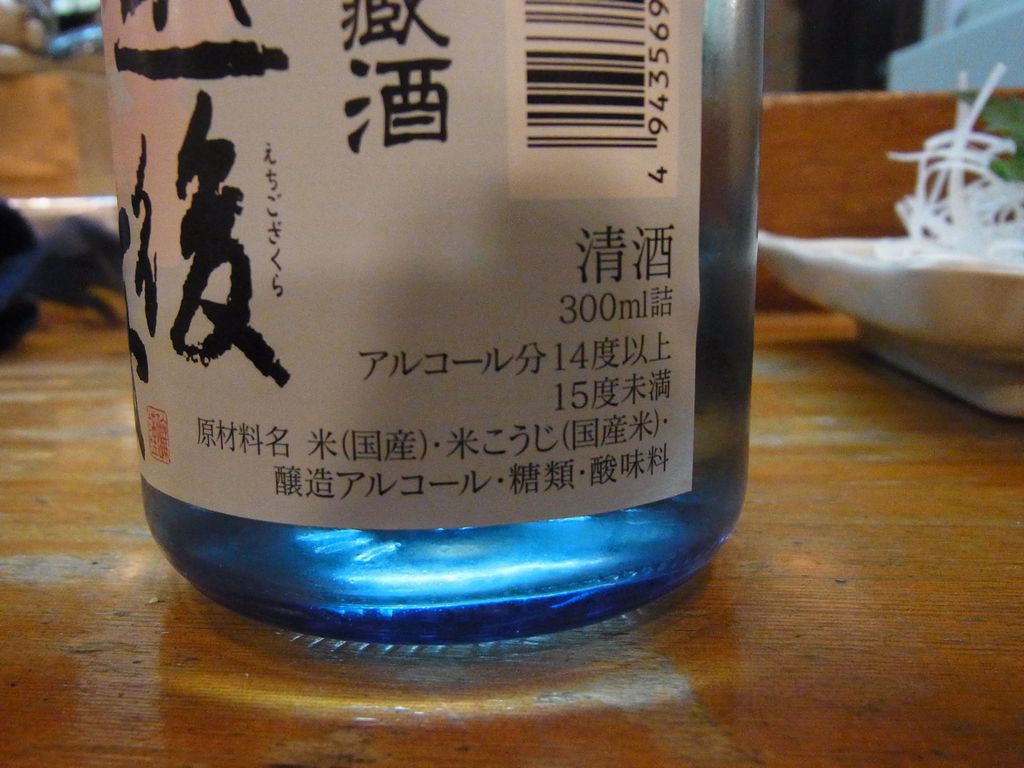 蔵酒
後
えちござくら
4 943569
清酒
300ml詰
アルコール分14度以上
15度未満
原材料名 米(国産)・米こうじ(国産米)・
醸造アルコール・糖類・酸味料